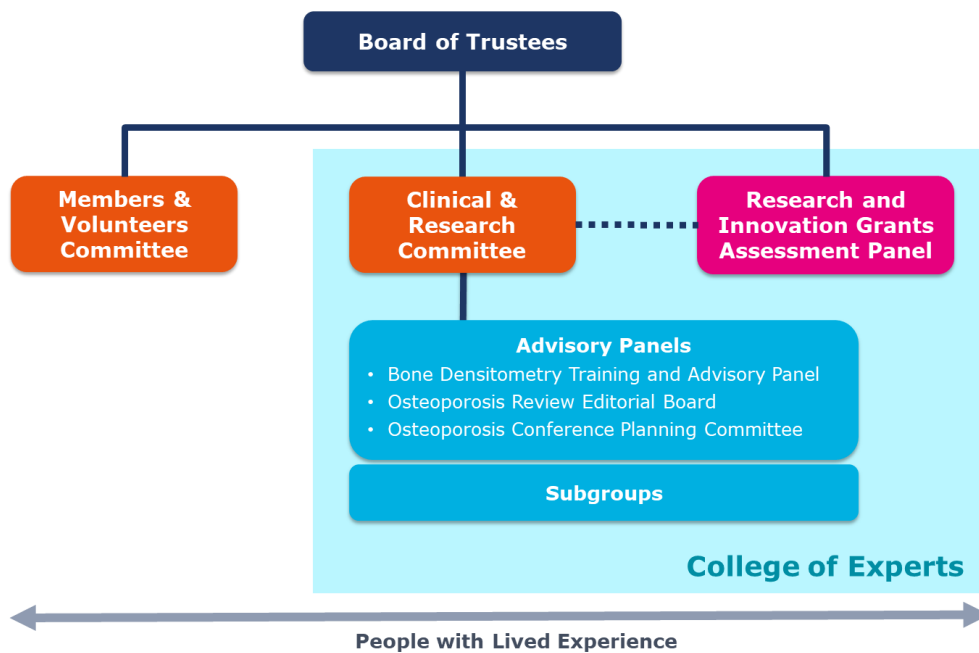 Board of Trustees
Members &
Volunteers
Committee
Clinical &
Research
Committee
Research and
Innovation Grants
Assessment Panel
Advisory Panels
• Bone Densitometry Training and Advisory Panel
• Osteoporosis Review Editorial Board
• Osteoporosis Conference Planning Committee
Subgroups
College of Experts
People with Lived Experience